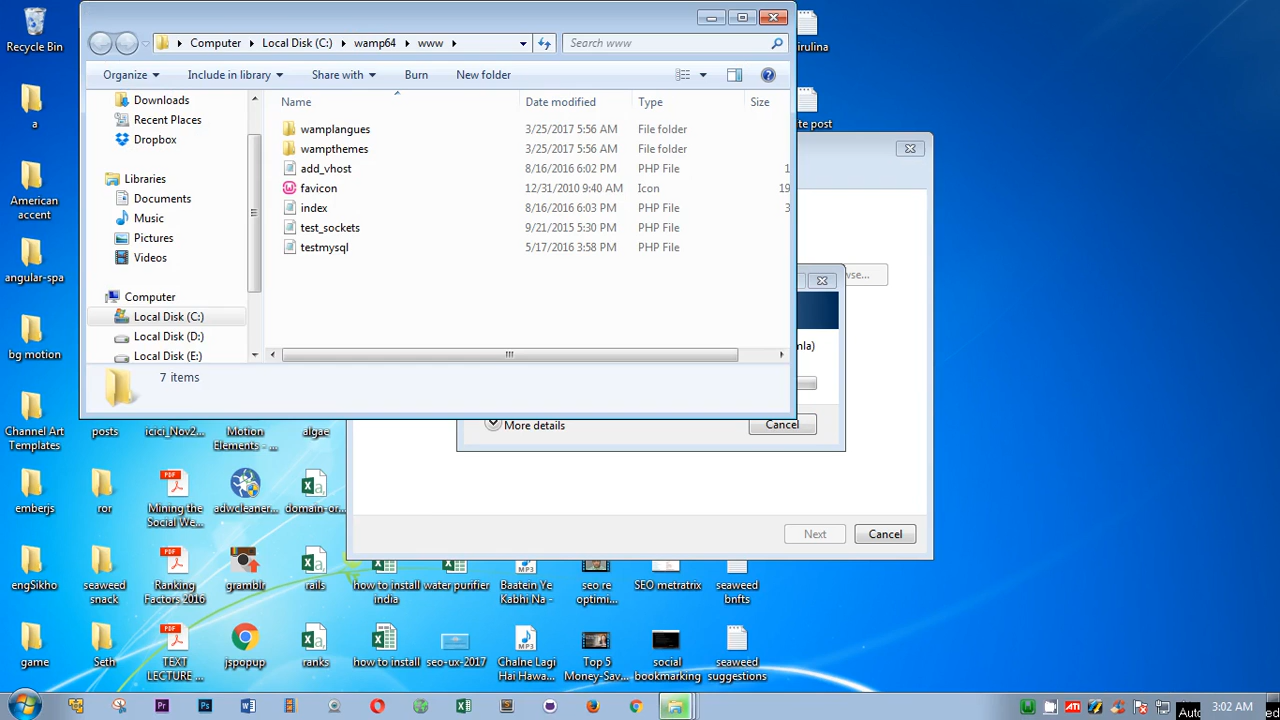 Recycle Bin
a
American
accent
angular-spa
bg motion
Channel Art
Templates
emberjs
engSikho
game
Computer
Local Disk (C:)
wamp64
www
Search www
Organize
Include in library
Share with
Burn
New folder
Downloads
Recent Places
Dropbox
Libraries
Documents
Music
Pictures
Videos
Computer
Local Disk (C:)
Local Disk (D:)
Local Disk (E:)
Name
Date modified
Type
Size
wamplangues 3/25/2017 5:56 AM File folder
wampthemes 3/25/2017 5:56 AM File folder
add_vhost 8/16/2016 6:02 PM PHP File 1
favicon 12/31/2010 9:40 AM Icon 19
index 8/16/2016 6:03 PM PHP File 3
test_sockets 9/21/2015 5:30 PM PHP File
testmysql 5/17/2016 3:58 PM PHP File
7 items
irulina
te post
wse...
mla)
More details
Cancel
Next
Cancel
posts
icici_Nov2...
Motion
Elements - ...
algae
ror
Mining the
Social We...
adwcleaner...
domain-or...
seaweed
snack
Ranking
Factors 2016
gramblr
rails
how to install
india
water purifier
Baatein Ye
Kabhi Na -
seo re
optimi...
SEO metratrix
seaweed
bnfts
Seth
TEXT
LECTURE ...
jspopup
ranks
how to install
seo-ux-2017
Chalne Lagi
Hai Hawa...
Top 5
Money-Sav...
social
bookmarking
seaweed
suggestions
3:02 AM